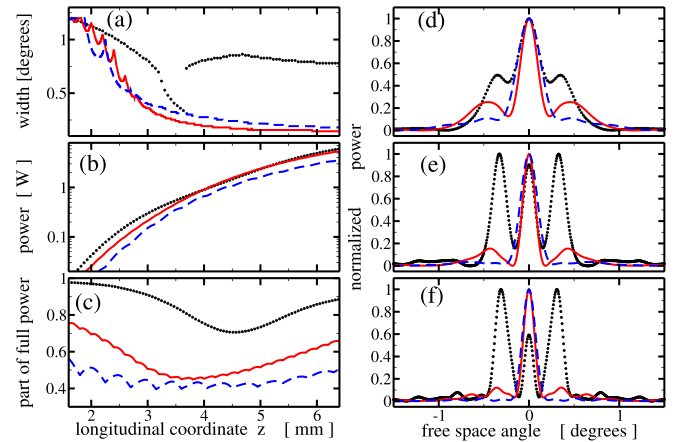 (a)
width [degrees]
1
0.5
(b)
power [ W ]
1
0.1
(c)
part of full power
1
0.8
0.6
0.4
2 3 4 5 6
longitudinal coordinate z [ mm ]
(d)
1
0.8
0.6
0.4
0.2
0
(e)
1
0.8
0.6
0.4
0.2
0
normalized power
(f)
1
0.8
0.6
0.4
0.2
0
-1 0 1
free space angle [ degrees ]